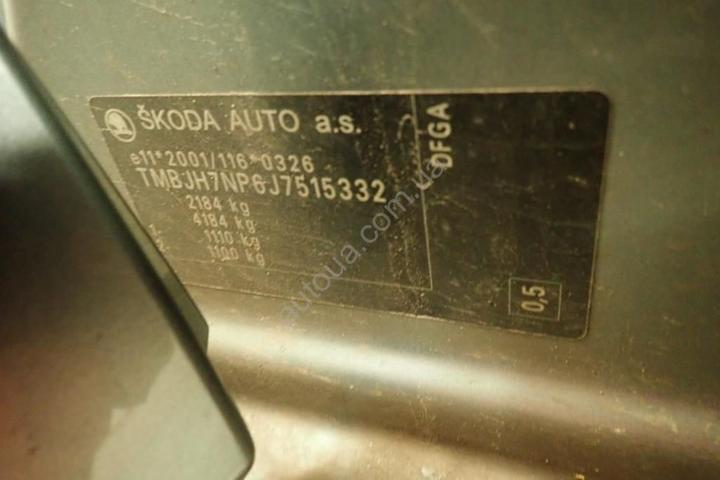 ŠKODA AUTO a.s.
e11*2001/116*0326
TMBJH7NP6J7515332
2184 kg
4184 kg
1- 1110 kg
2- 1100 kg
DFGA
0,5
autoua.com.ua